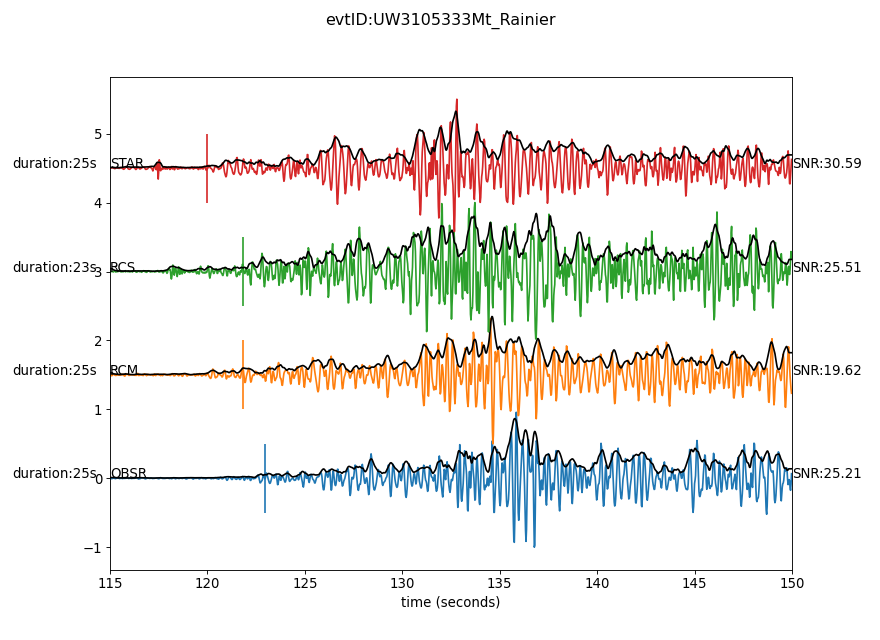 evtID:UW3105333Mt_Rainier
5
duration:25s STAR SNR:30.59
4
duration:23s 3 RCS SNR:25.51
2
duration:25s RCM SNR:19.62
1
duration:25s 0 OBSR SNR:25.21
−1
115 120 125 130 135 140 145 150
time (seconds)